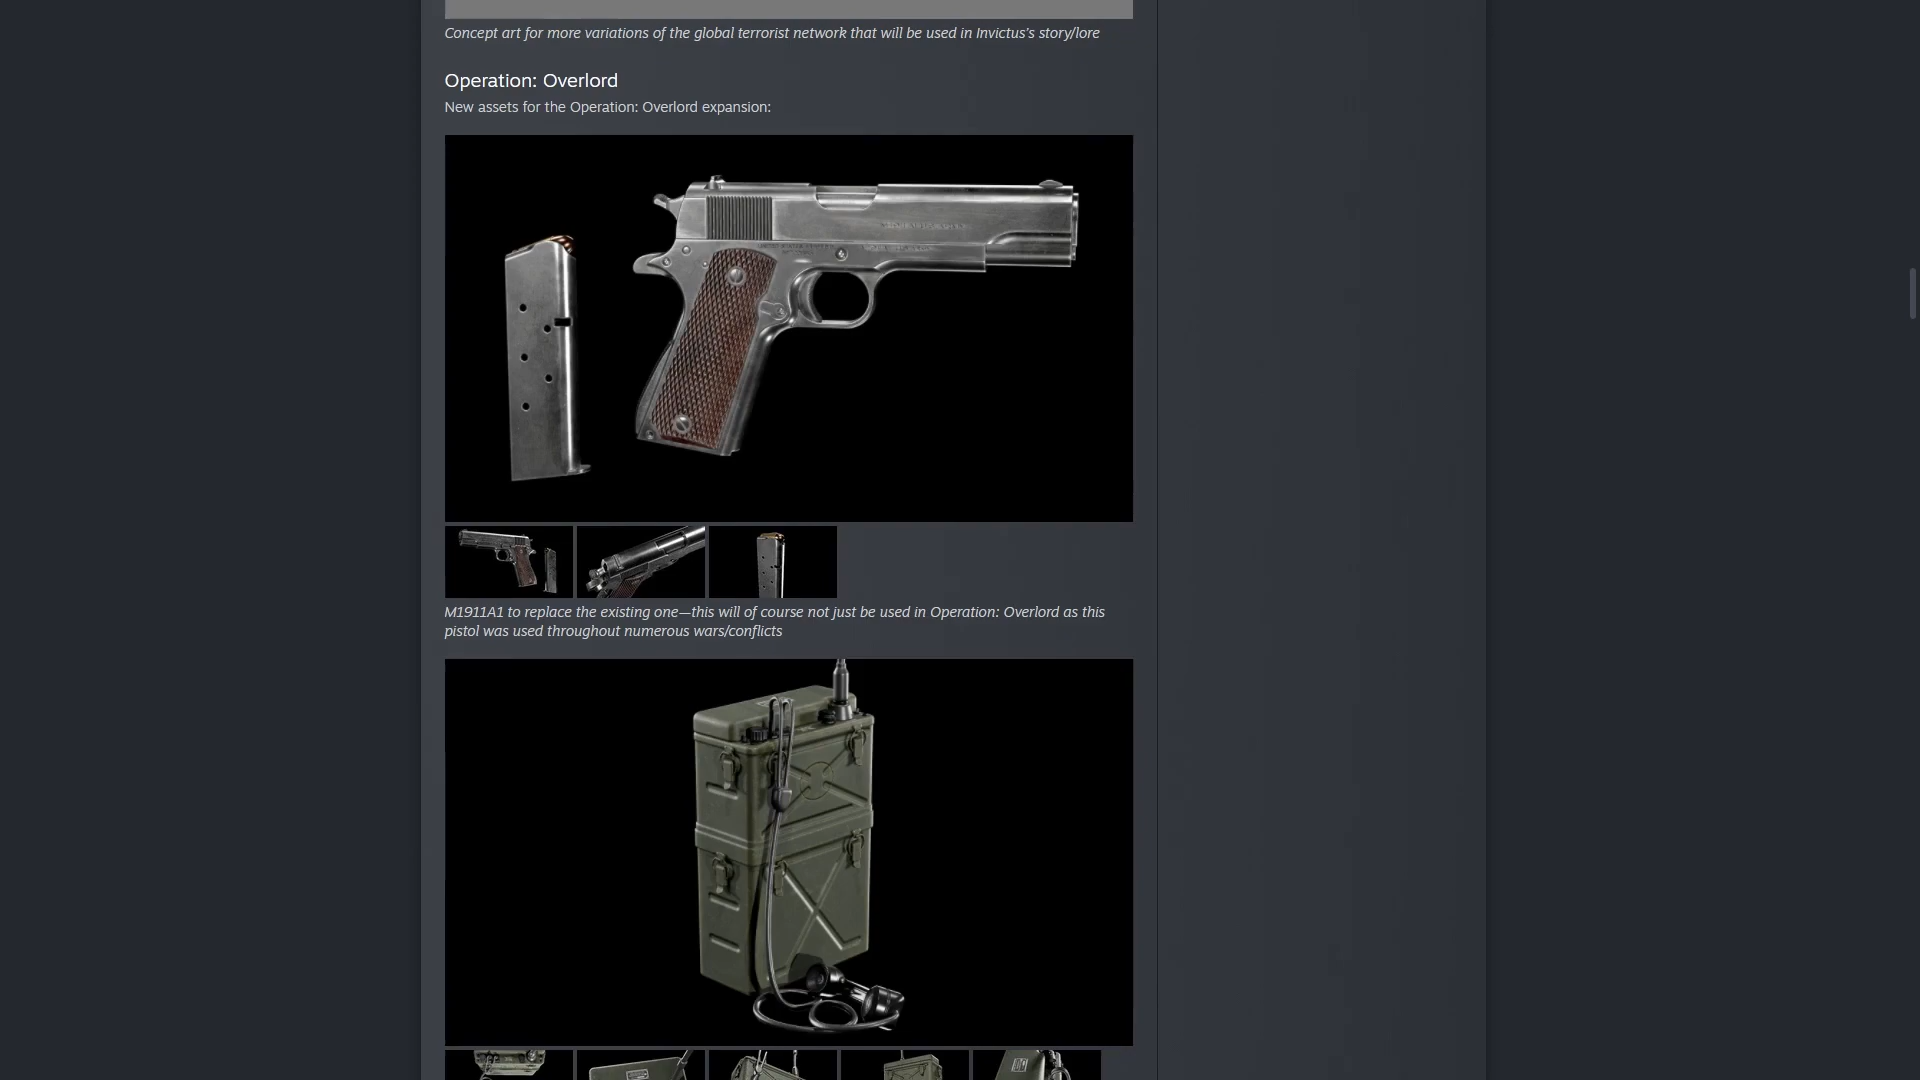 Concept art for more variations of the global terrorist network that will be used in Invictus's story/lore
Operation: Overlord
New assets for the Operation: Overlord expansion:
M1911A1 to replace the existing one—this will of course not just be used in Operation: Overlord as this
pistol was used throughout numerous wars/conflicts